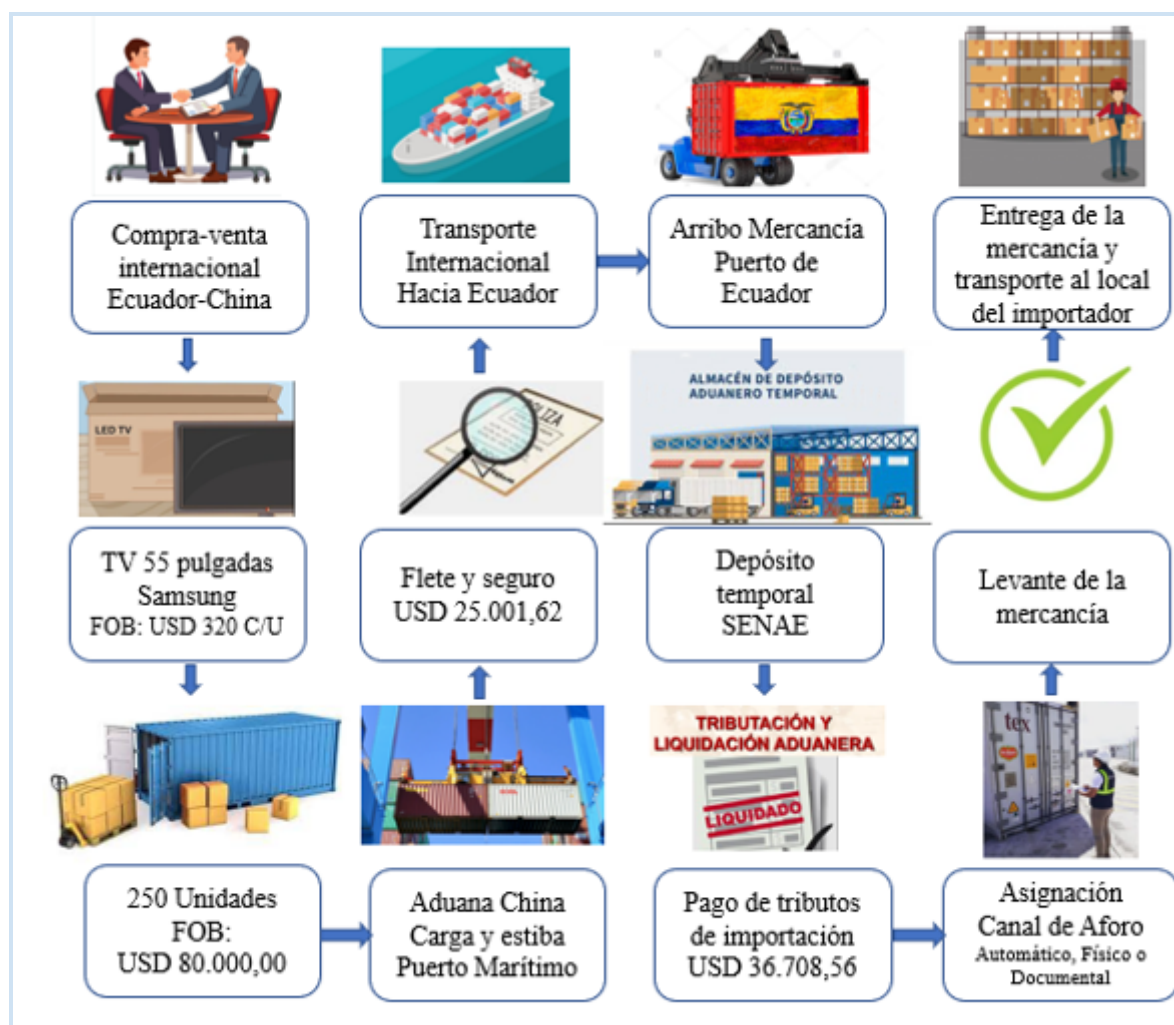 Compra-venta
internacional
Ecuador-China
LED TV
TV 55 pulgadas
Samsung
FOB: USD 320 C/U
250 Unidades
FOB:
USD 80.000,00
Aduana China
Carga y estiba
Puerto Marítimo
Flete y seguro
USD 25.001,62
Transporte
Internacional
Hacia Ecuador
Arribo Mercancía
Puerto de
Ecuador
ALMACÉN DE DEPÓSITO
ADUANERO TEMPORAL
Depósito
temporal
SENAE
TRIBUTACIÓN Y
LIQUIDACIÓN ADUANERA
LIQUIDADO
Pago de tributos
de importación
USD 36.708,56
tex
Asignación
Canal de Aforo
Automático, Físico o
Documental
Levante de la
mercancía
Entrega de la
mercancía y
transporte al local
del importador